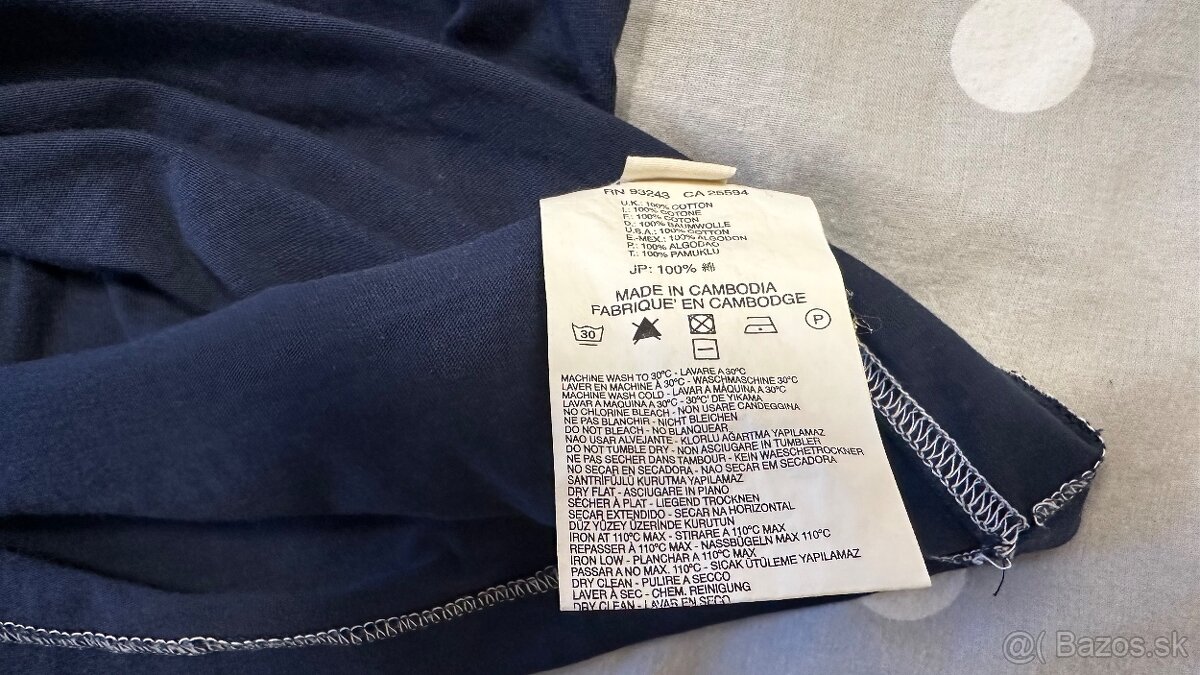 RN 93243 CA 25594
U.K.: 100% COTTON
I.: 100% COTONE
F.: 100% COTON
D.: 100% BAUMWOLLE
U.S.A.: 100% COTTON
E.-MEX.: 100% ALGODON
P.: 100% ALGODAO
T.: 100% PAMUKLU
JP: 100% 綿
MADE IN CAMBODIA
FABRIQUE' EN CAMBODGE
30
P
MACHINE WASH TO 30°C - LAVARE A 30°C
LAVER EN MACHINE À 30°C - WASCHMASCHINE 30°C
MACHINE WASH COLD - LAVAR A MÁQUINA A 30°C
LAVAR A MAQUINA A 30°C - 30°C' DE YIKAMA
NO CHLORINE BLEACH - NON USARE CANDEGGINA
NE PAS BLANCHIR - NICHT BLEICHEN
DO NOT BLEACH - NO BLANQUEAR
NAO USAR ALVEJANTE - KLORLU AĞARTMA YAPILAMAZ
DO NOT TUMBLE DRY - NON ASCIUGARE IN TUMBLER
NE PAS SECHER DANS TAMBOUR - KEIN WAESCHETROCKNER
NO SECAR EN SECADORA - NAO SECAR EM SECADORA
SANTRIFÜJLÜ KURUTMA YAPILAMAZ
DRY FLAT - ASCIUGARE IN PIANO
SÉCHER À PLAT - LIEGEND TROCKNEN
SECAR EXTENDIDO - SECAR NA HORIZONTAL
DÜZ YÜZEY ÜZERİNDE KURUTUN
IRON AT 110°C MAX - STIRARE A 110°C MAX
REPASSER À 110°C MAX - NASSBÜGELN MAX 110°C
IRON LOW - PLANCHAR A 110°C MAX
PASSAR A NO MAX. 110°C - SICAK ÜTÜLEME YAPILAMAZ
DRY CLEAN - PULIRE A SECCO
LAVER À SEC - CHEM. REINIGUNG
DRY CLEAN - LAVAR EN SECO
@( Bazos.sk